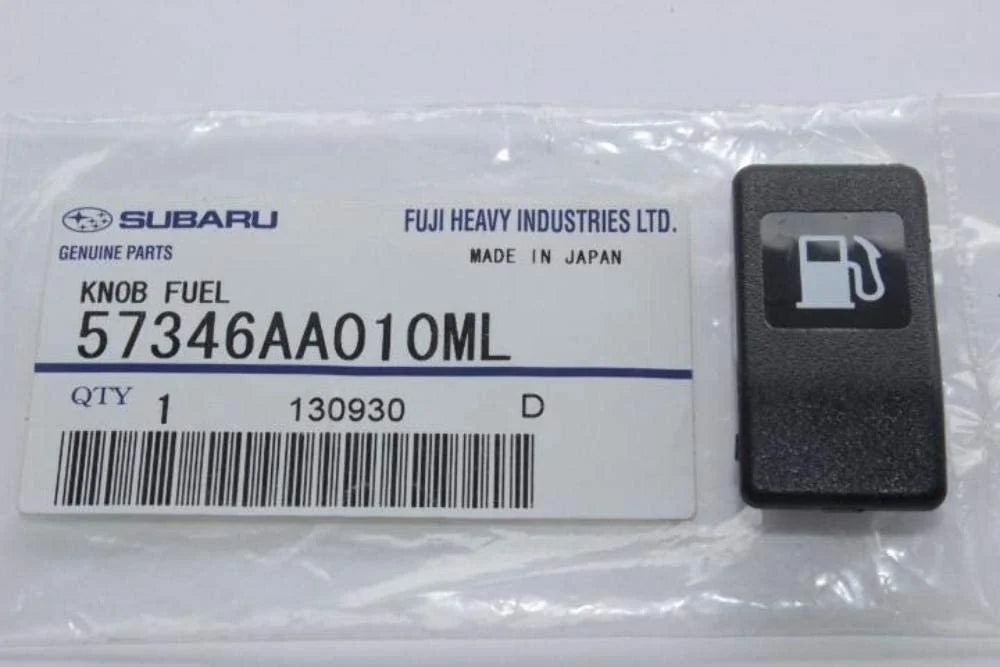 SUBARU
FUJI HEAVY INDUSTRIES LTD.
GENUINE PARTS
MADE IN JAPAN
KNOB FUEL
57346AA010ML
QTY 1 130930 D